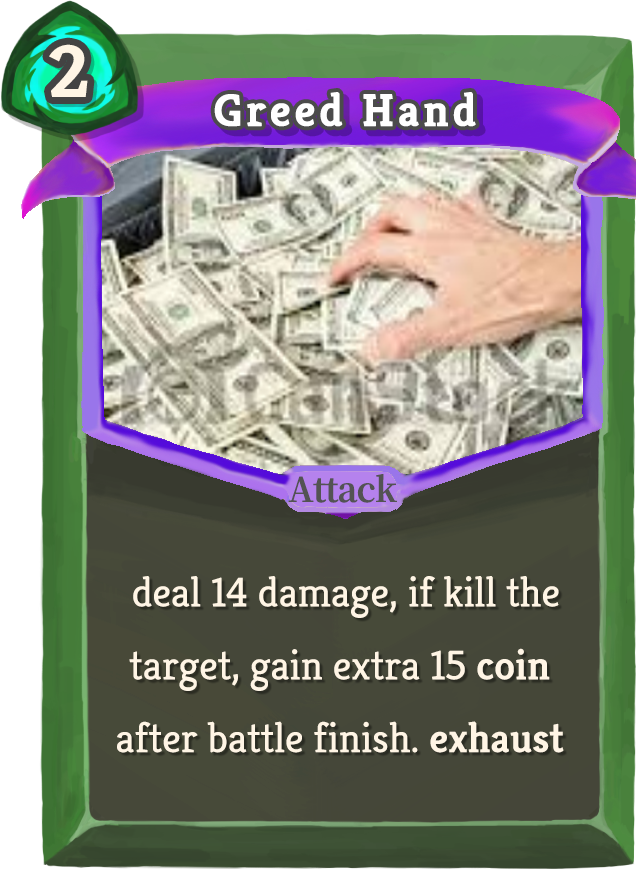 2
Greed Hand
Attack
deal 14 damage, if kill the
target, gain extra 15 coin
after battle finish. exhaust